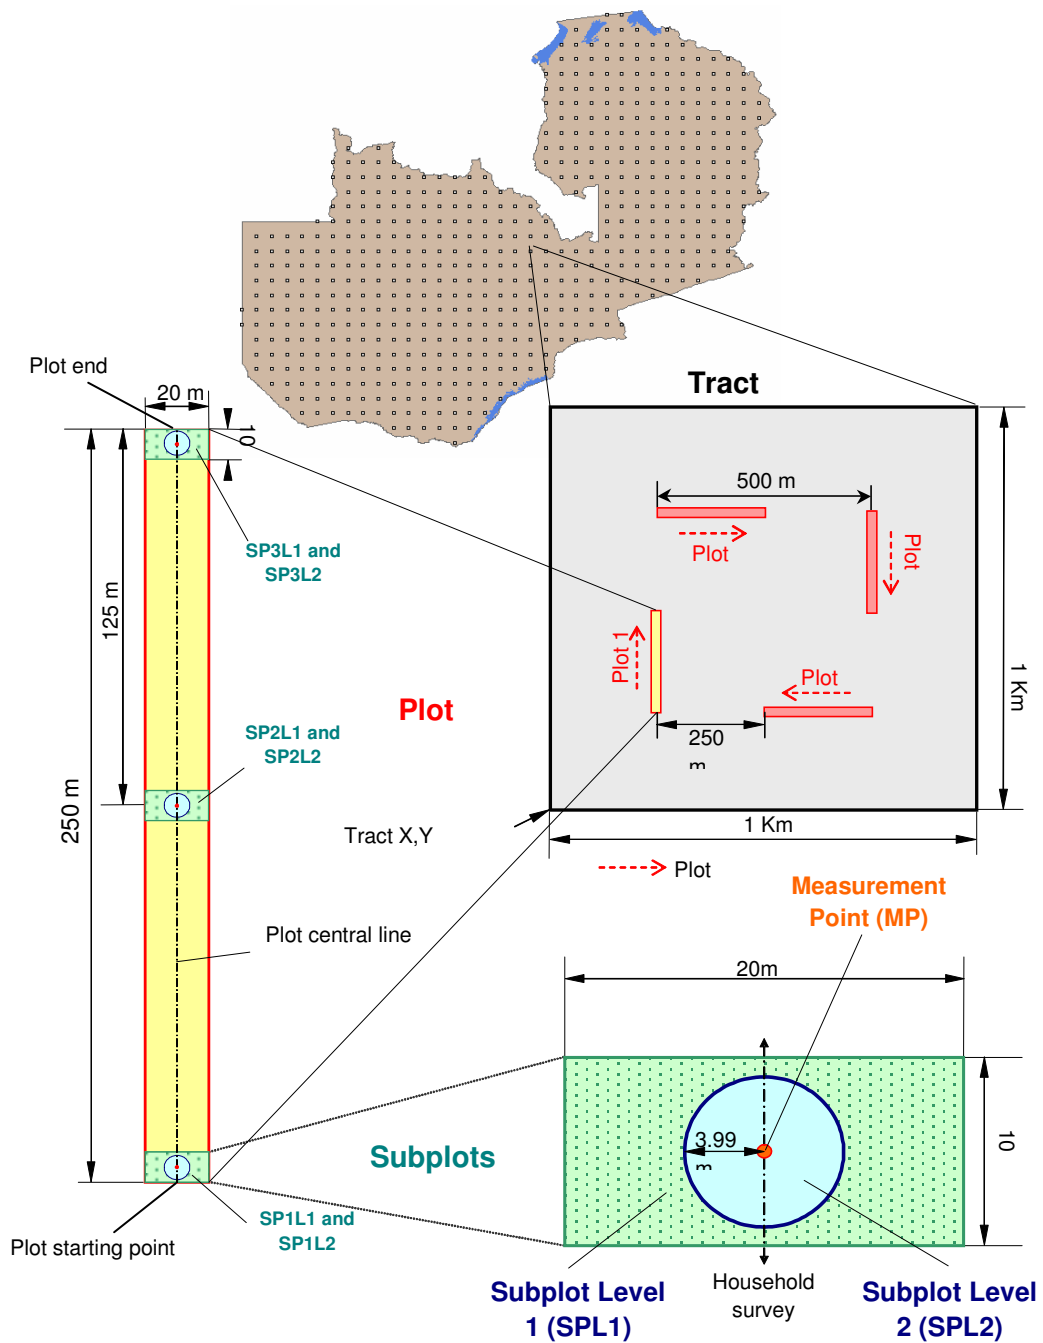 Plot end
20 m
10
Tract
500 m
Plot
Plot
SP3L1 and
SP3L2
125 m
Plot 1
Plot
1 Km
Plot
250
m
SP2L1 and
SP2L2
250 m
Tract X,Y
1 Km
Plot
Measurement
Point (MP)
Plot central line
20m
3.99
m
10
Subplots
SP1L1 and
SP1L2
Plot starting point
Household
survey
Subplot Level
1 (SPL1)
Subplot Level
2 (SPL2)